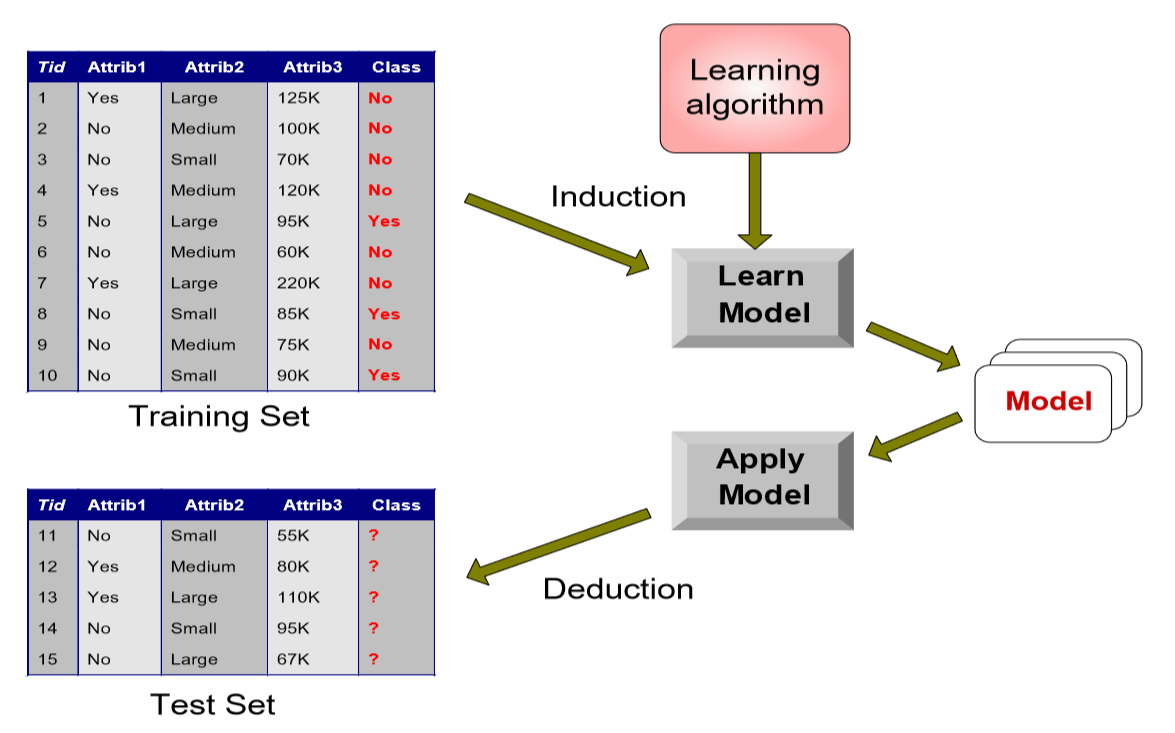 Tid Attrib1 Attrib2 Attrib3 Class
1 Yes Large 125K No
2 No Medium 100K No
3 No Small 70K No
4 Yes Medium 120K No
5 No Large 95K Yes
6 No Medium 60K No
7 Yes Large 220K No
8 No Small 85K Yes
9 No Medium 75K No
10 No Small 90K Yes
Training Set
Learning
algorithm
Induction
Learn
Model
Model
Apply
Model
Deduction
Tid Attrib1 Attrib2 Attrib3 Class
11 No Small 55K ?
12 Yes Medium 80K ?
13 Yes Large 110K ?
14 No Small 95K ?
15 No Large 67K ?
Test Set